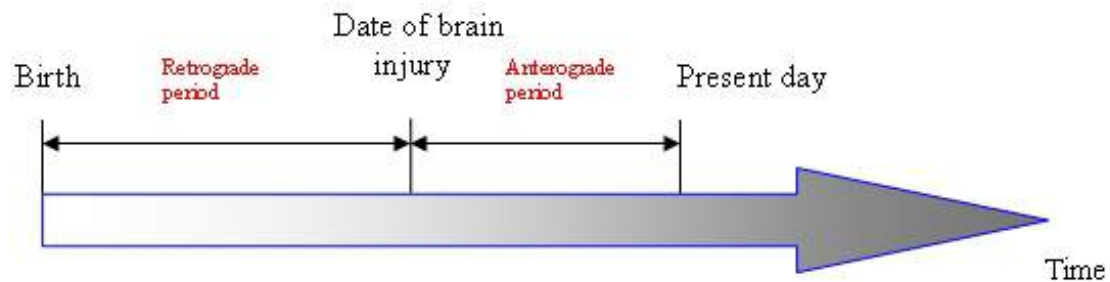 Birth
Retrograde
period
Date of brain
injury
Anterograde
period
Present day
Time